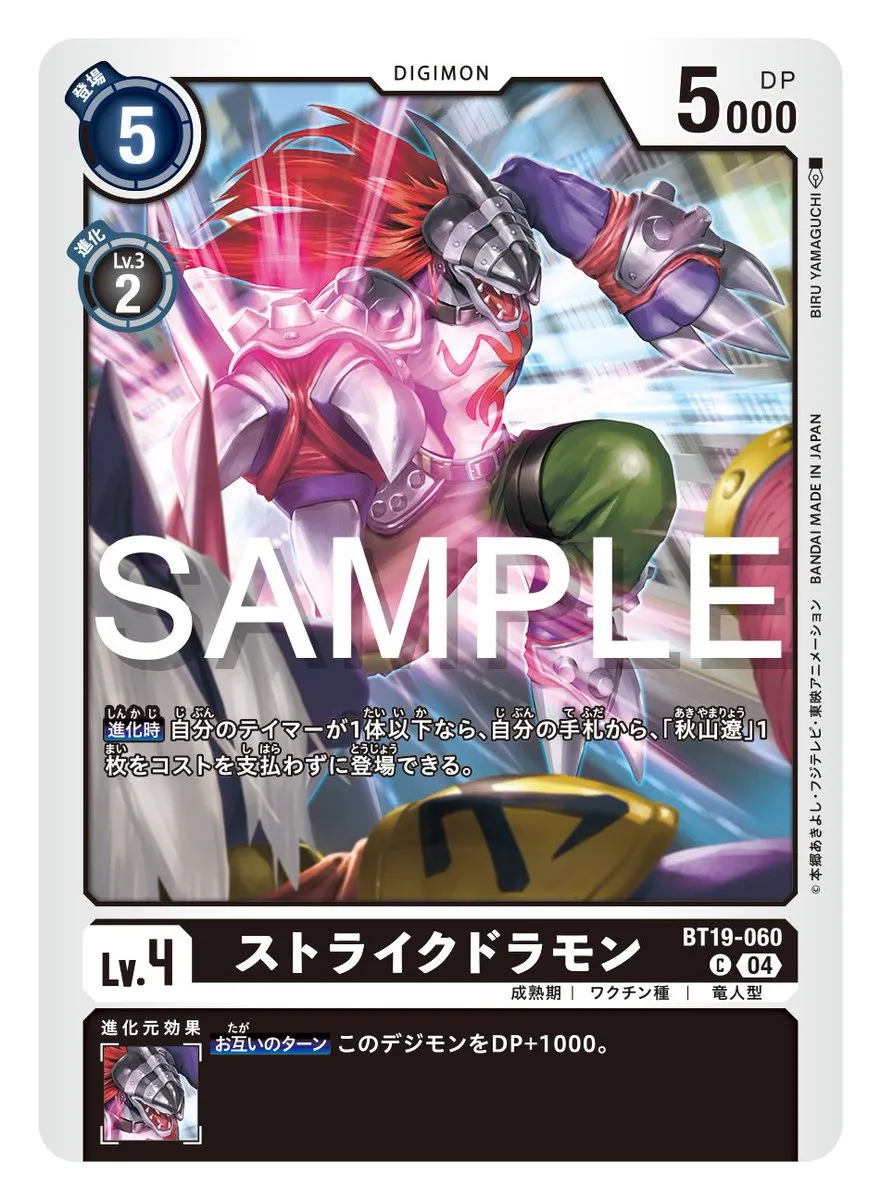 DIGIMON
登場
5
DP
5000
進化
Lv.3
2
BIRU YAMAGUCHI
BANDAI MADE IN JAPAN
©本郷あきよし・フジテレビ・東映アニメーション
SAMPLE
進化時 自分のテイマーが1体以下なら、自分の手札から、「秋山遼」1
枚をコストを支払わずに登場できる。
Lv.4
ストライクドラモン
BT19-060
C 04
成熟期 | ワクチン種 | 竜人型
進化元効果
お互いのターン このデジモンをDP+1000。